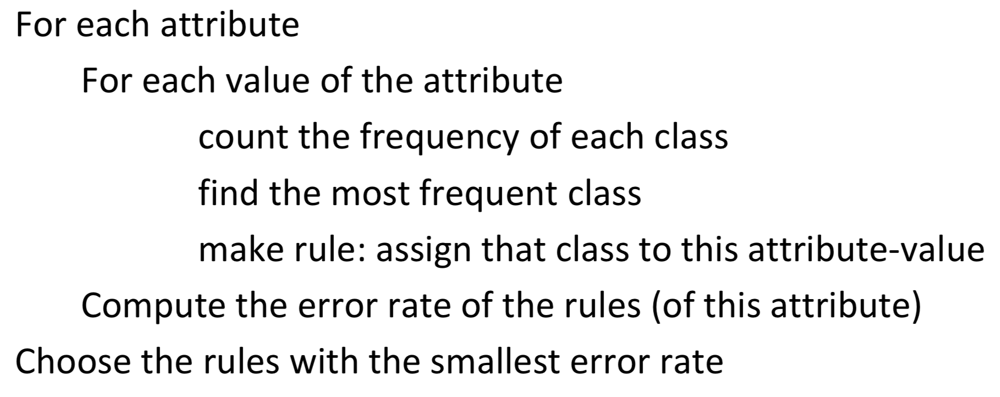 For each attribute
For each value of the attribute
count the frequency of each class
find the most frequent class
make rule: assign that class to this attribute-value
Compute the error rate of the rules (of this attribute)
Choose the rules with the smallest error rate